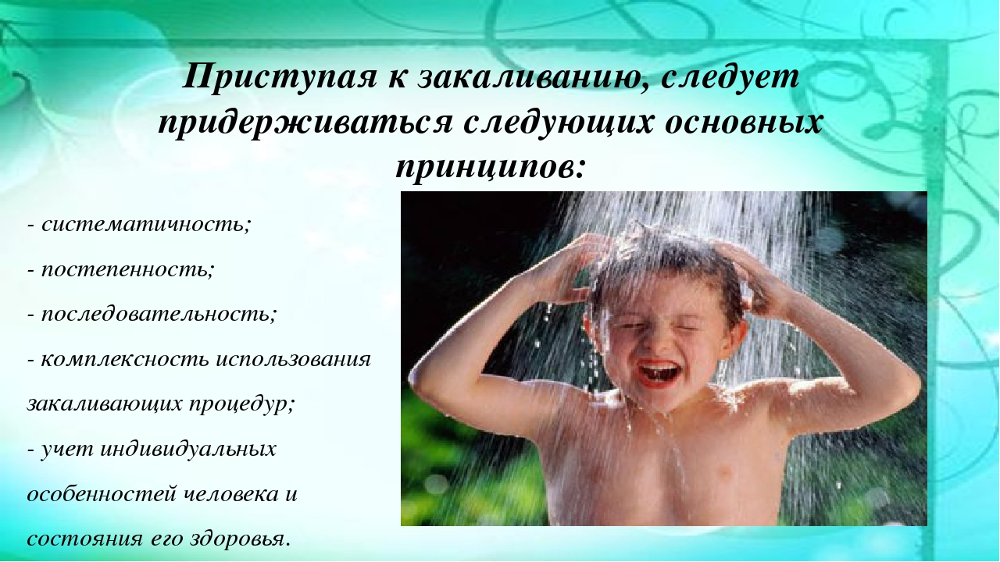 Приступая к закаливанию, следует
придерживаться следующих основных
принципов:
- систематичность;
- постепенность;
- последовательность;
- комплексность использования
закаливающих процедур;
- учет индивидуальных
особенностей человека и
состояния его здоровья.